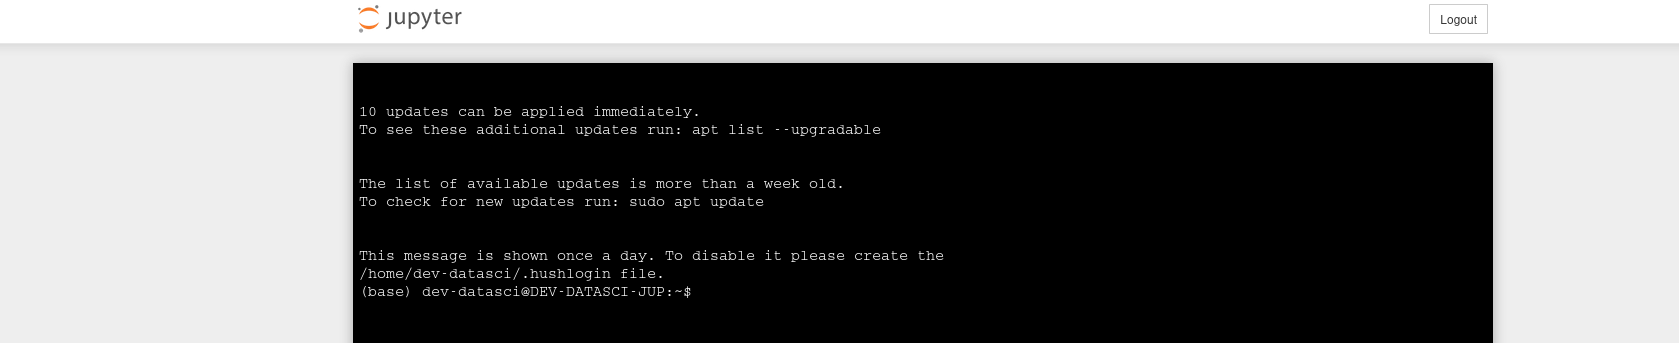 jupyter
Logout
10 updates can be applied immediately.
To see these additional updates run: apt list --upgradable
The list of available updates is more than a week old.
To check for new updates run: sudo apt update
This message is shown once a day. To disable it please create the
/home/dev-datasci/.hushlogin file.
(base) dev-datasci@DEV-DATASCI-JUP:~$